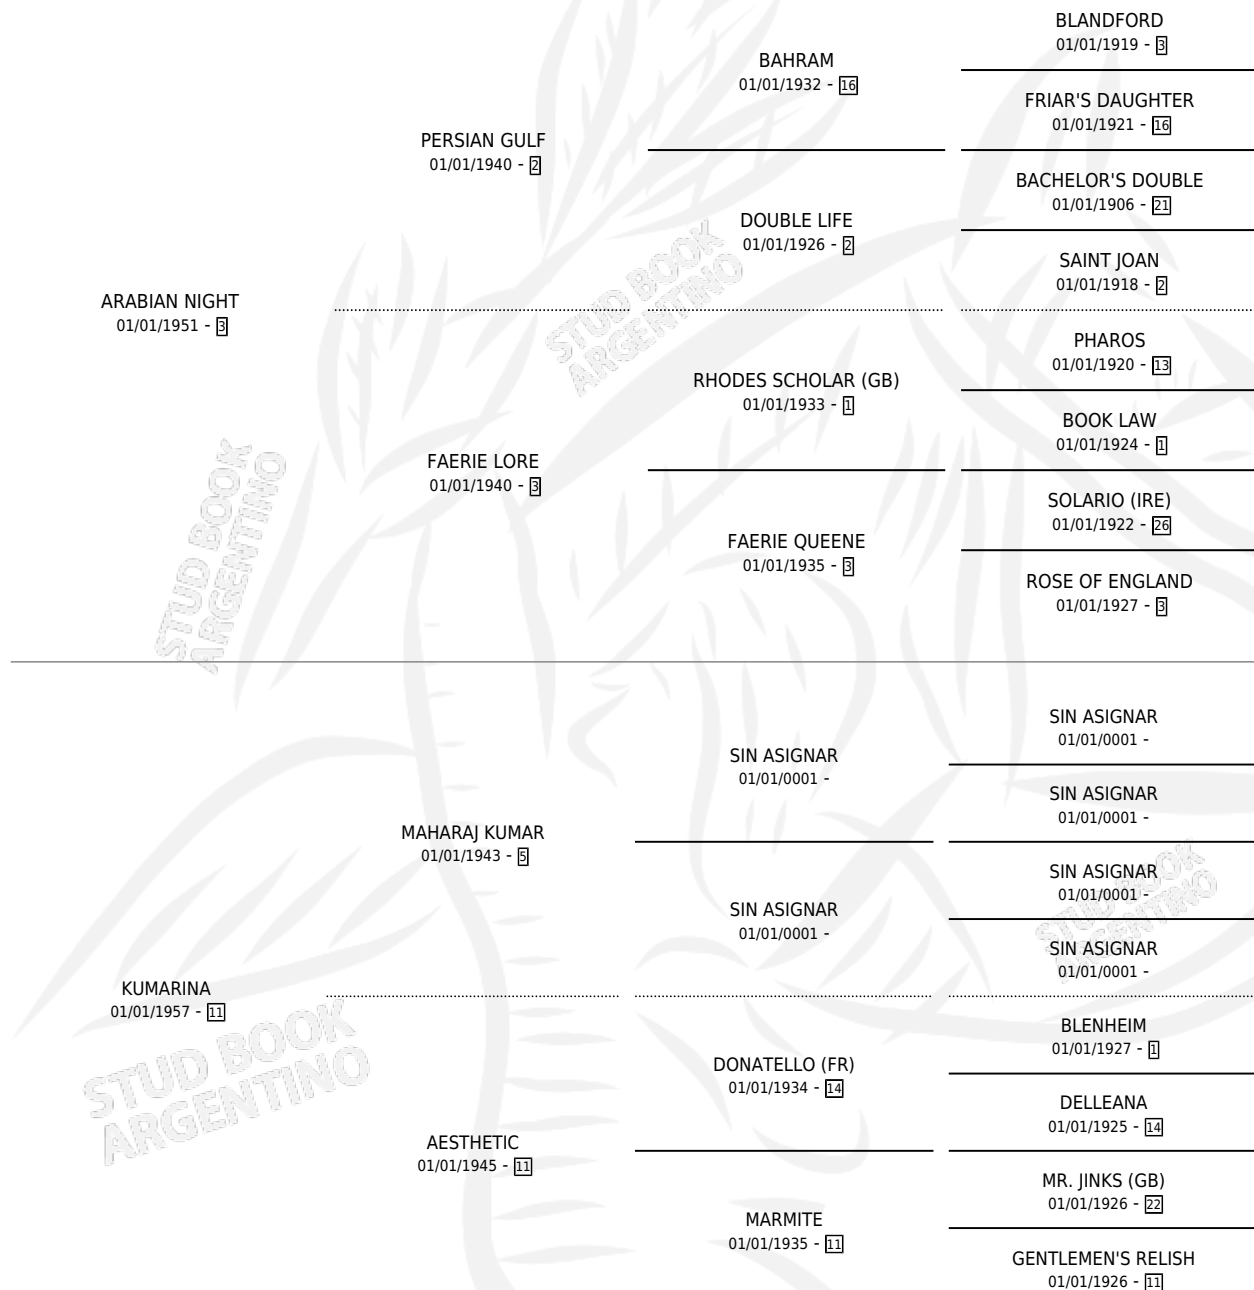 BLANDFORD
01/01/1919 - 3
BAHRAM
01/01/1932 - 16
FRIAR'S DAUGHTER
01/01/1921 - 16
PERSIAN GULF
01/01/1940 - 2
BACHELOR'S DOUBLE
01/01/1906 - 21
DOUBLE LIFE
01/01/1926 - 2
SAINT JOAN
01/01/1918 - 2
ARABIAN NIGHT
01/01/1951 - 3
PHAROS
01/01/1920 - 13
RHODES SCHOLAR (GB)
01/01/1933 - 1
BOOK LAW
01/01/1924 - 1
FAERIE LORE
01/01/1940 - 3
SOLARIO (IRE)
01/01/1922 - 26
FAERIE QUEENE
01/01/1935 - 3
ROSE OF ENGLAND
01/01/1927 - 3
SIN ASIGNAR
01/01/0001 -
SIN ASIGNAR
01/01/0001 -
SIN ASIGNAR
01/01/0001 -
MAHARAJ KUMAR
01/01/1943 - 5
SIN ASIGNAR
01/01/0001 -
SIN ASIGNAR
01/01/0001 -
SIN ASIGNAR
01/01/0001 -
KUMARINA
01/01/1957 - 11
BLENHEIM
01/01/1927 - 1
DONATELLO (FR)
01/01/1934 - 14
DELLEANA
01/01/1925 - 14
AESTHETIC
01/01/1945 - 11
MR. JINKS (GB)
01/01/1926 - 22
MARMITE
01/01/1935 - 11
GENTLEMEN'S RELISH
01/01/1926 - 11
STUD BOOK
ARGENTINO
STUD BOOK
ARGENTINO
STUD BOOK
ARGENTINO
STUD BOOK
ARGENTINO